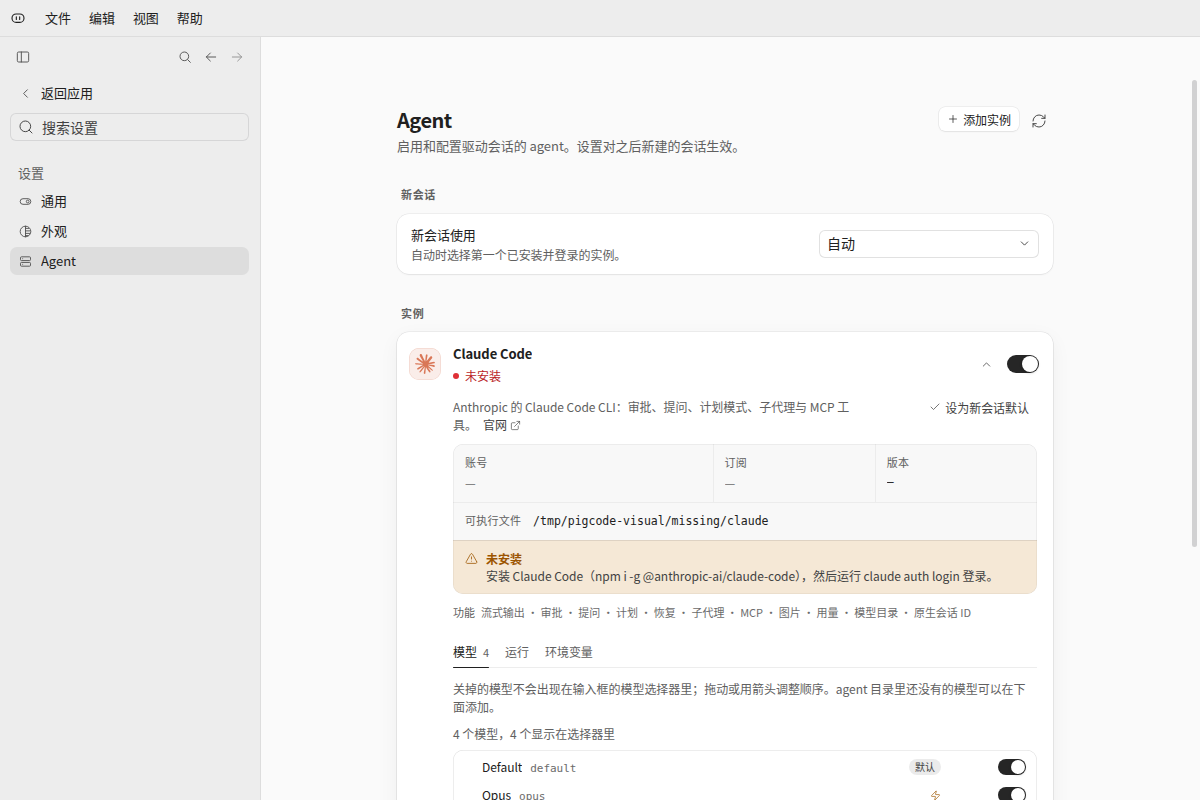 文件 编辑 视图 帮助
返回应用
搜索设置
设置
通用
外观
Agent
Agent
添加实例
启用和配置驱动会话的 agent。设置对之后新建的会话生效。
新会话
新会话使用
自动时选择第一个已安装并登录的实例。
自动
实例
Claude Code
未安装
Anthropic 的 Claude Code CLI：审批、提问、计划模式、子代理与 MCP 工
具。 官网
设为新会话默认
账号 订阅 版本
— — –
可执行文件 /tmp/pigcode-visual/missing/claude
未安装
安装 Claude Code（npm i -g @anthropic-ai/claude-code），然后运行 claude auth login 登录。
功能 流式输出 · 审批 · 提问 · 计划 · 恢复 · 子代理 · MCP · 图片 · 用量 · 模型目录 · 原生会话 ID
模型 4 运行 环境变量
关掉的模型不会出现在输入框的模型选择器里；拖动或用箭头调整顺序。agent 目录里还没有的模型可以在下
面添加。
4 个模型，4 个显示在选择器里
Default default 默认
Opus opus